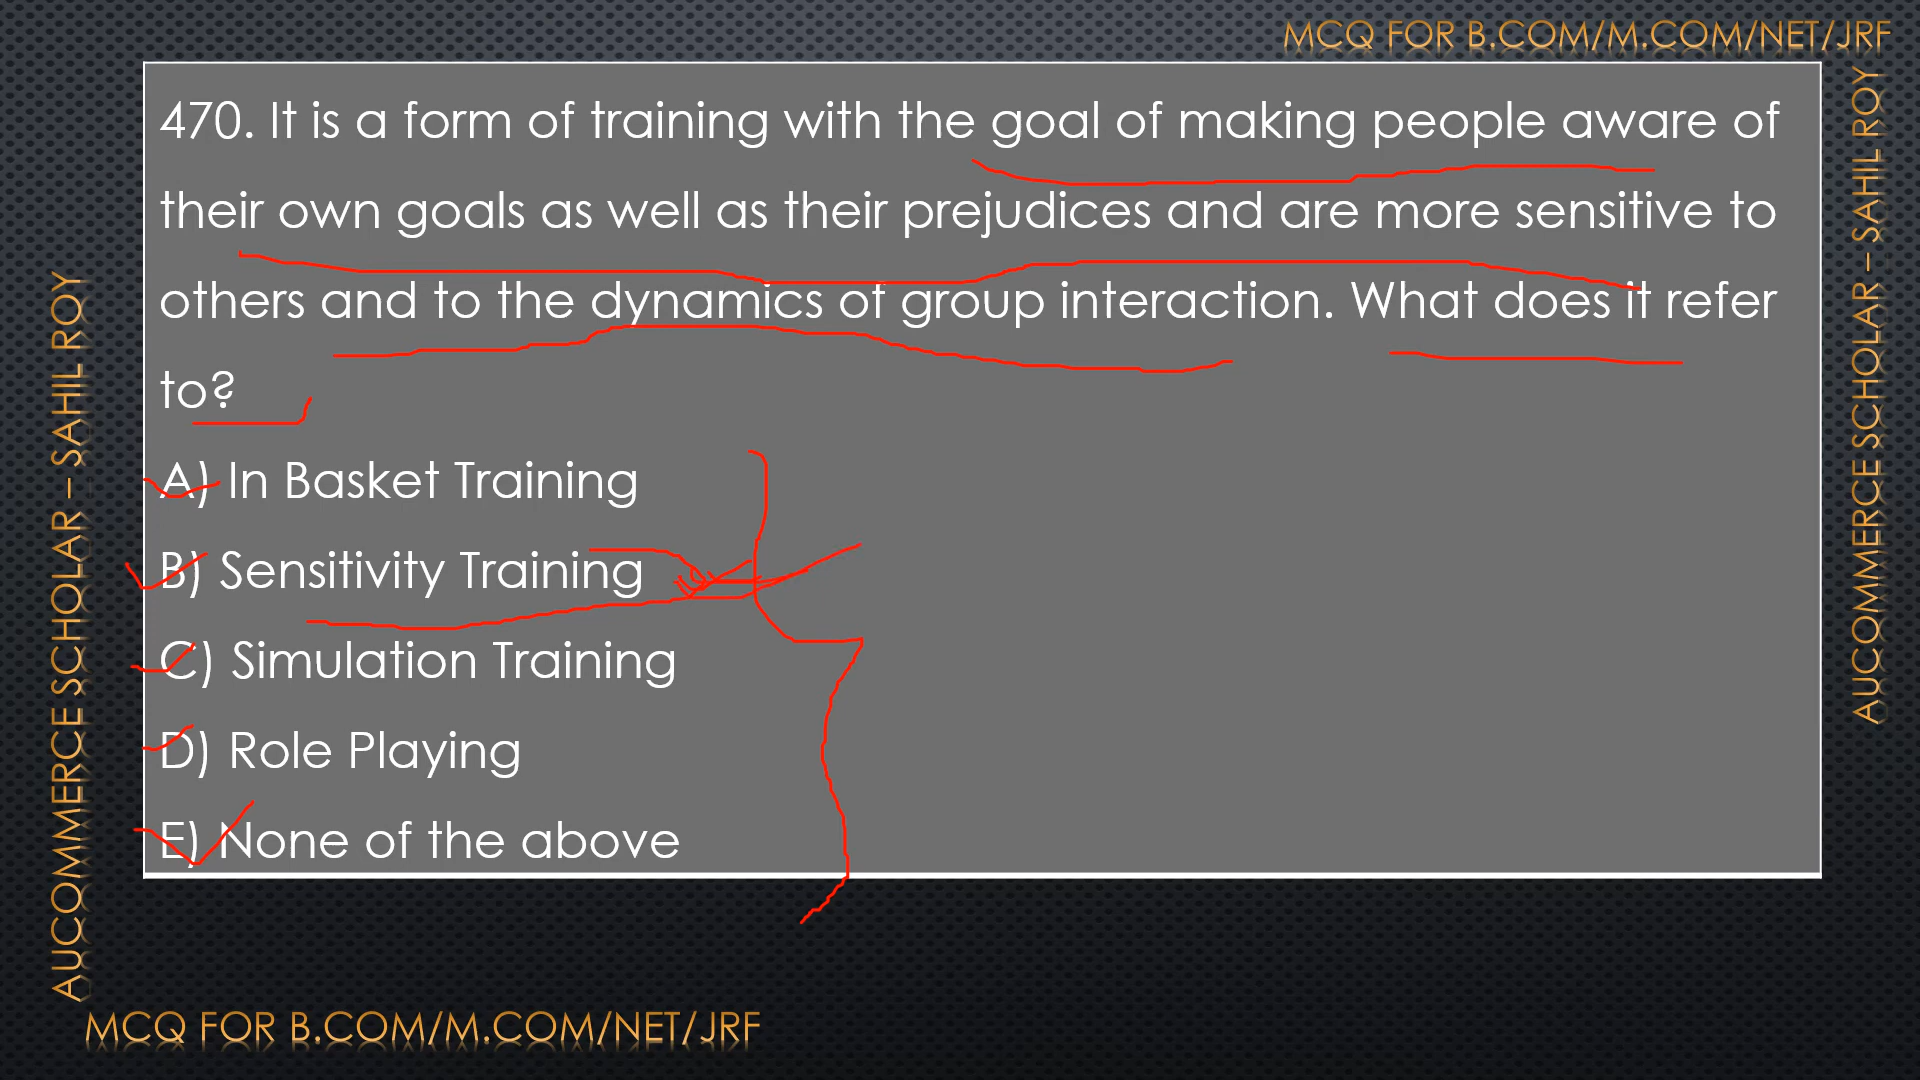 MCQ FOR B.COM/M.COM/NET/JRF
470. It is a form of training with the goal of making people aware of
their own goals as well as their prejudices and are more sensitive to
others and to the dynamics of group interaction. What does it refer
to?
A) In Basket Training
B) Sensitivity Training
C) Simulation Training
D) Role Playing
E) None of the above
AUCOMMERCE SCHOLAR – SAHIL ROY
AUCOMMERCE SCHOLAR – SAHIL ROY
MCQ FOR B.COM/M.COM/NET/JRF